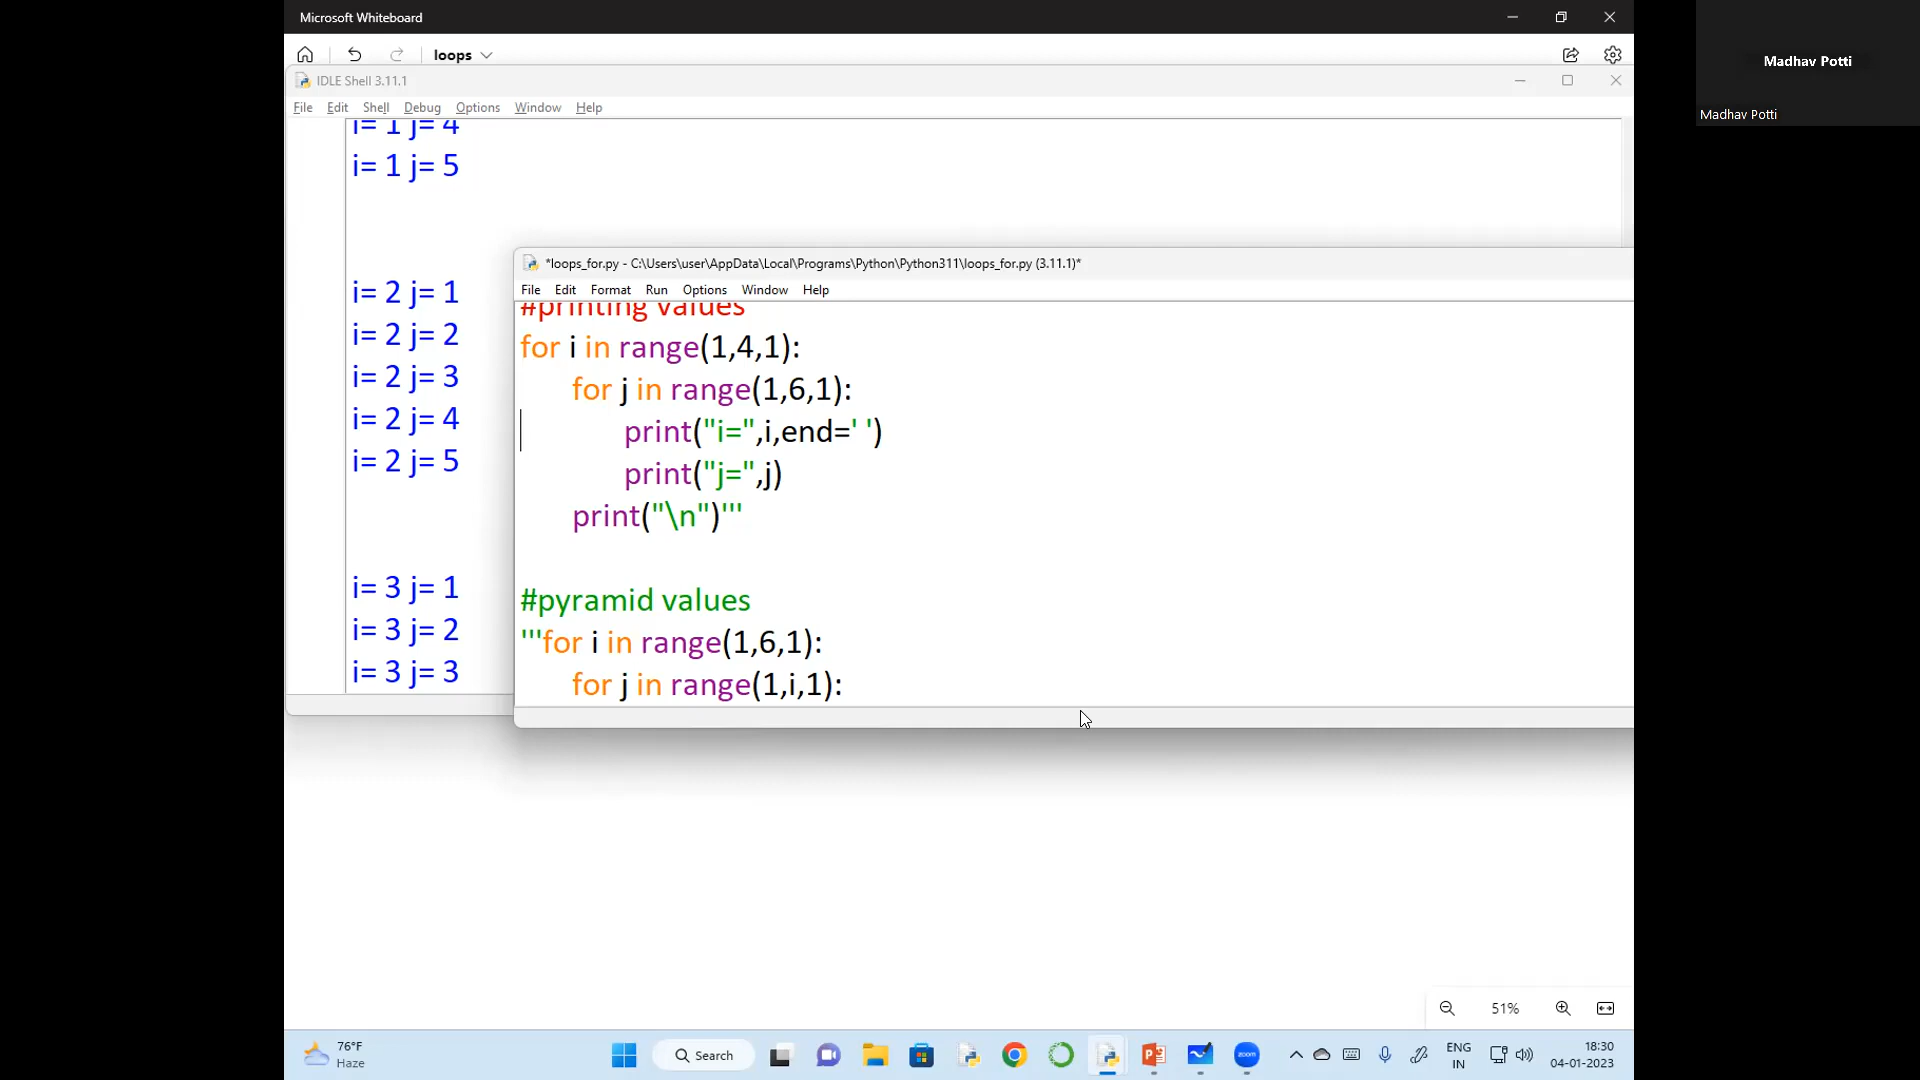 Microsoft Whiteboard
loops
IDLE Shell 3.11.1
File Edit Shell Debug Options Window Help
i= 1 j= 4
i= 1 j= 5
i= 2 j= 1
i= 2 j= 2
i= 2 j= 3
i= 2 j= 4
i= 2 j= 5
i= 3 j= 1
i= 3 j= 2
i= 3 j= 3
*loops_for.py - C:\Users\user\AppData\Local\Programs\Python\Python311\loops_for.py (3.11.1)*
File Edit Format Run Options Window Help
#printing values
for i in range(1,4,1):
for j in range(1,6,1):
print("i=",i,end=' ')
print("j=",j)
print("\n")'''
#pyramid values
'''for i in range(1,6,1):
for j in range(1,i,1):
Madhav Potti
Madhav Potti
51%
76°F
Haze
Search
zoom
ENG
IN
18:30
04-01-2023